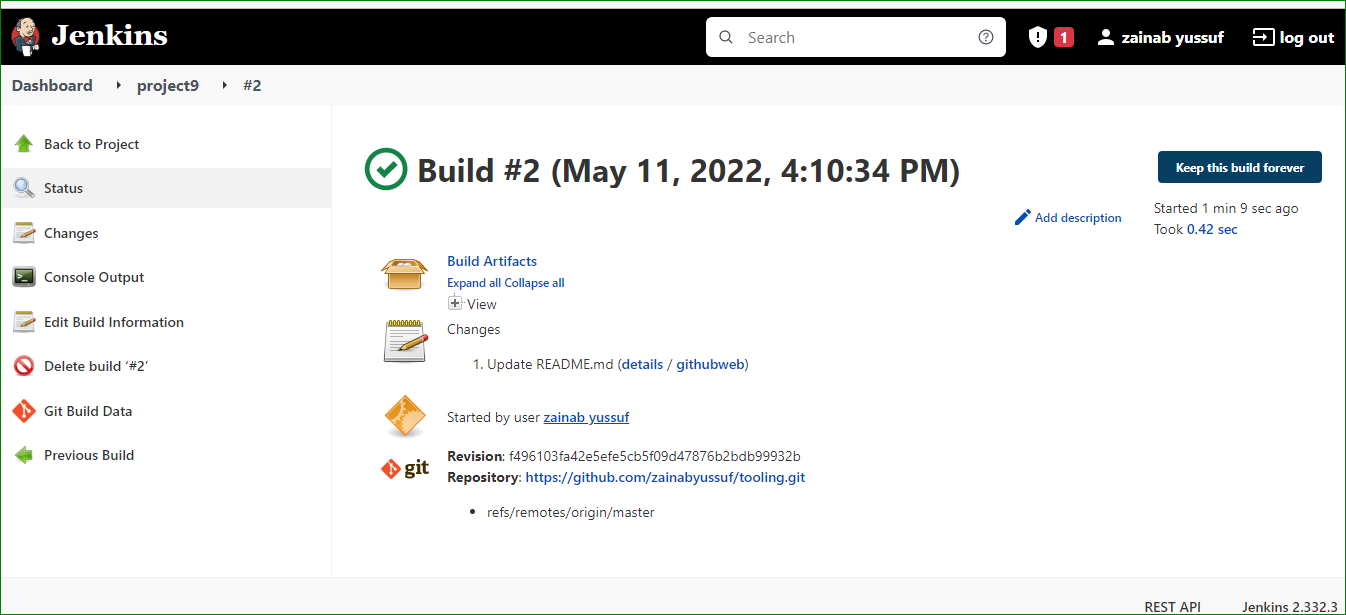 Jenkins
Search
1
zainab yussuf
log out
Dashboard
project9
#2
Back to Project
Status
Changes
Console Output
Edit Build Information
Delete build ‘#2’
Git Build Data
Previous Build
Build #2 (May 11, 2022, 4:10:34 PM)
Keep this build forever
Add description
Started 1 min 9 sec ago
Took 0.42 sec
Build Artifacts
Expand all Collapse all
View
Changes
1. Update README.md (details / githubweb)
Started by user zainab yussuf
git
Revision: f496103fa42e5efe5cb5f09d47876b2bdb99932b
Repository: https://github.com/zainabyussuf/tooling.git
• refs/remotes/origin/master
REST API
Jenkins 2.332.3